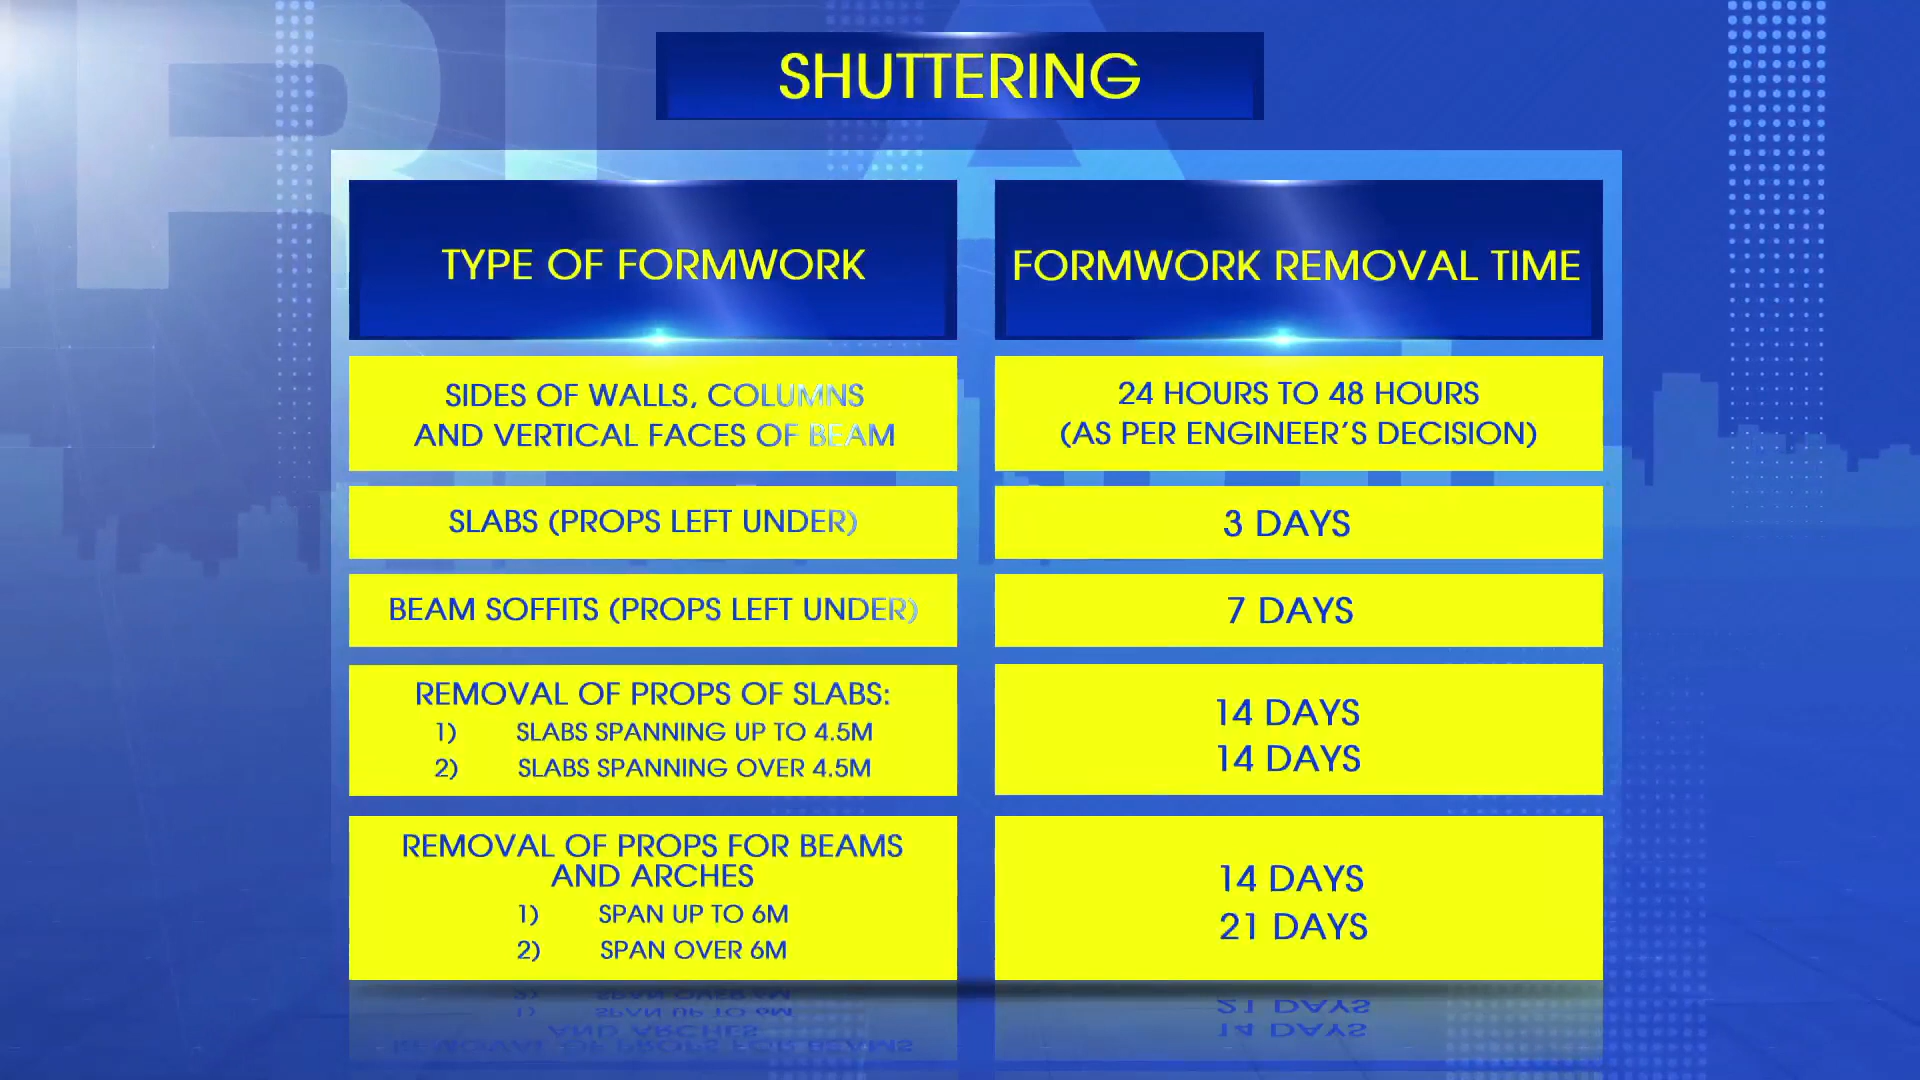 SHUTTERING
TYPE OF FORMWORK
FORMWORK REMOVAL TIME
SIDES OF WALLS, COLUMNS
AND VERTICAL FACES OF BEAM
24 HOURS TO 48 HOURS
(AS PER ENGINEER'S DECISION)
SLABS (PROPS LEFT UNDER)
3 DAYS
BEAM SOFFITS (PROPS LEFT UNDER)
7 DAYS
REMOVAL OF PROPS OF SLABS:
1) SLABS SPANNING UP TO 4.5M
2) SLABS SPANNING OVER 4.5M
14 DAYS
14 DAYS
REMOVAL OF PROPS FOR BEAMS
AND ARCHES
1) SPAN UP TO 6M
2) SPAN OVER 6M
14 DAYS
21 DAYS